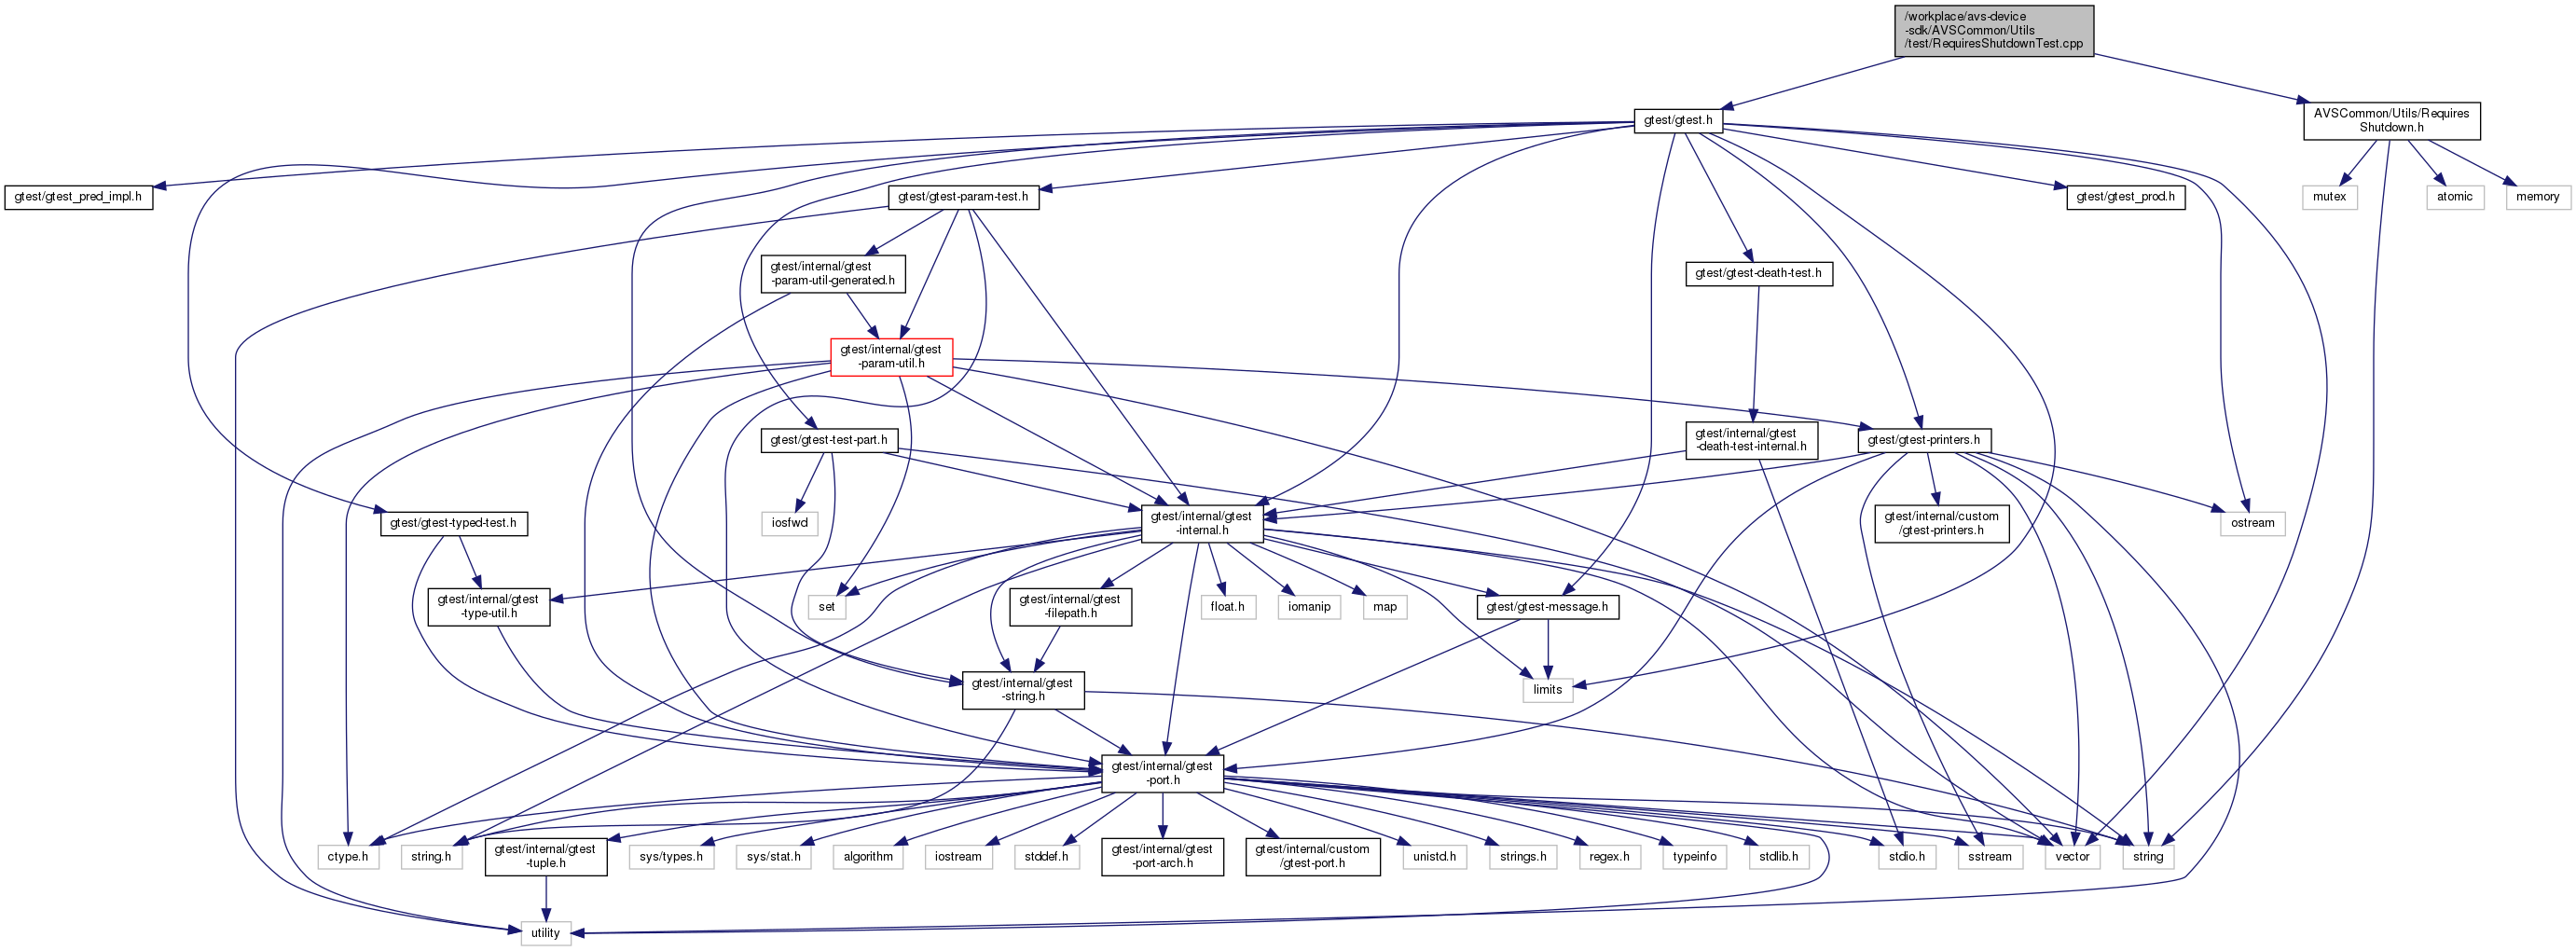 /workplace/avs-device
-sdk/AVSCommon/Utils
/test/RequiresShutdownTest.cpp
gtest/gtest.h
AVSCommon/Utils/Requires
Shutdown.h
gtest/gtest_pred_impl.h
gtest/gtest-param-test.h
gtest/gtest_prod.h
mutex
atomic
memory
gtest/internal/gtest
-param-util-generated.h
gtest/gtest-death-test.h
gtest/internal/gtest
-param-util.h
gtest/gtest-test-part.h
gtest/internal/gtest
-death-test-internal.h
gtest/gtest-printers.h
gtest/gtest-typed-test.h
iosfwd
gtest/internal/gtest
-internal.h
gtest/internal/custom
/gtest-printers.h
ostream
gtest/internal/gtest
-type-util.h
set
gtest/internal/gtest
-filepath.h
float.h
iomanip
map
gtest/gtest-message.h
gtest/internal/gtest
-string.h
limits
gtest/internal/gtest
-port.h
ctype.h
string.h
gtest/internal/gtest
-tuple.h
sys/types.h
sys/stat.h
algorithm
iostream
stddef.h
gtest/internal/gtest
-port-arch.h
gtest/internal/custom
/gtest-port.h
unistd.h
strings.h
regex.h
typeinfo
stdlib.h
stdio.h
sstream
vector
string
utility